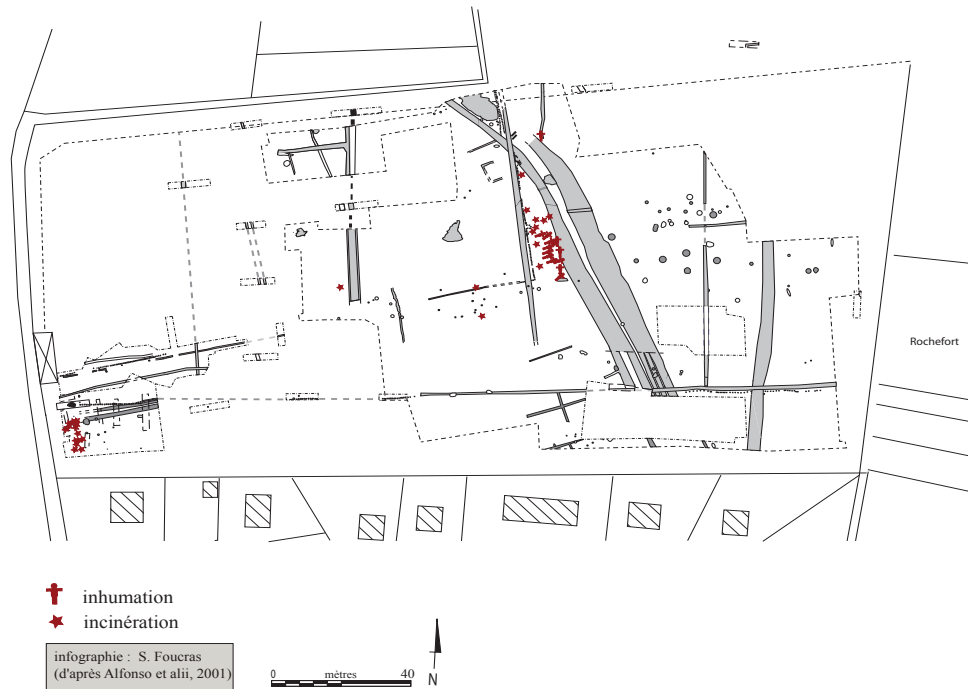 Rochefort
inhumation
incinération
infographie : S. Foucras
(d'après Alfonso et alii, 2001)
0 mètres 40
N